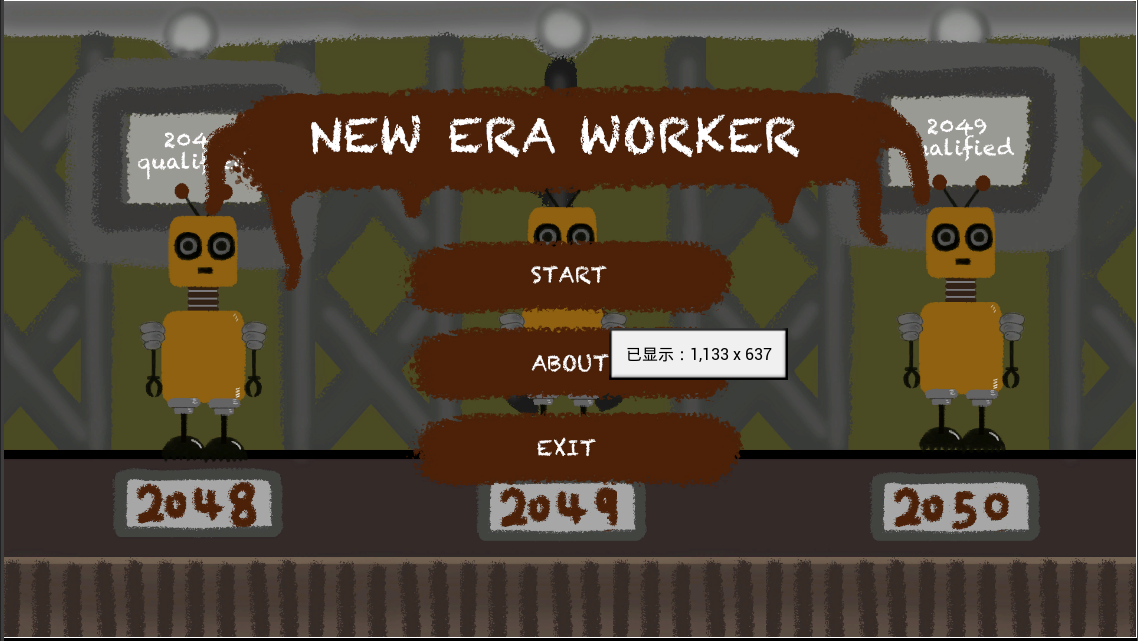 NEW ERA WORKER
2049
START
已显示：1,133 x 637
ABOUT
EXIT
2048
2049
2050